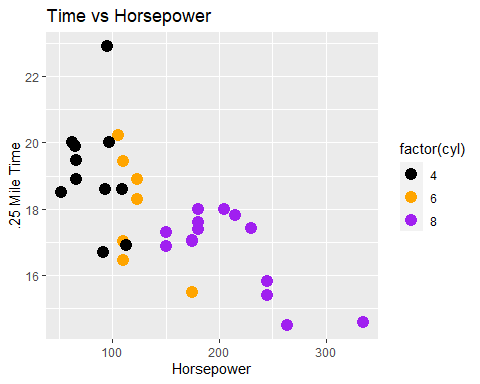 Time vs Horsepower
.25 Mile Time
22
20
18
16
100 200 300
Horsepower
factor(cyl)
4
6
8